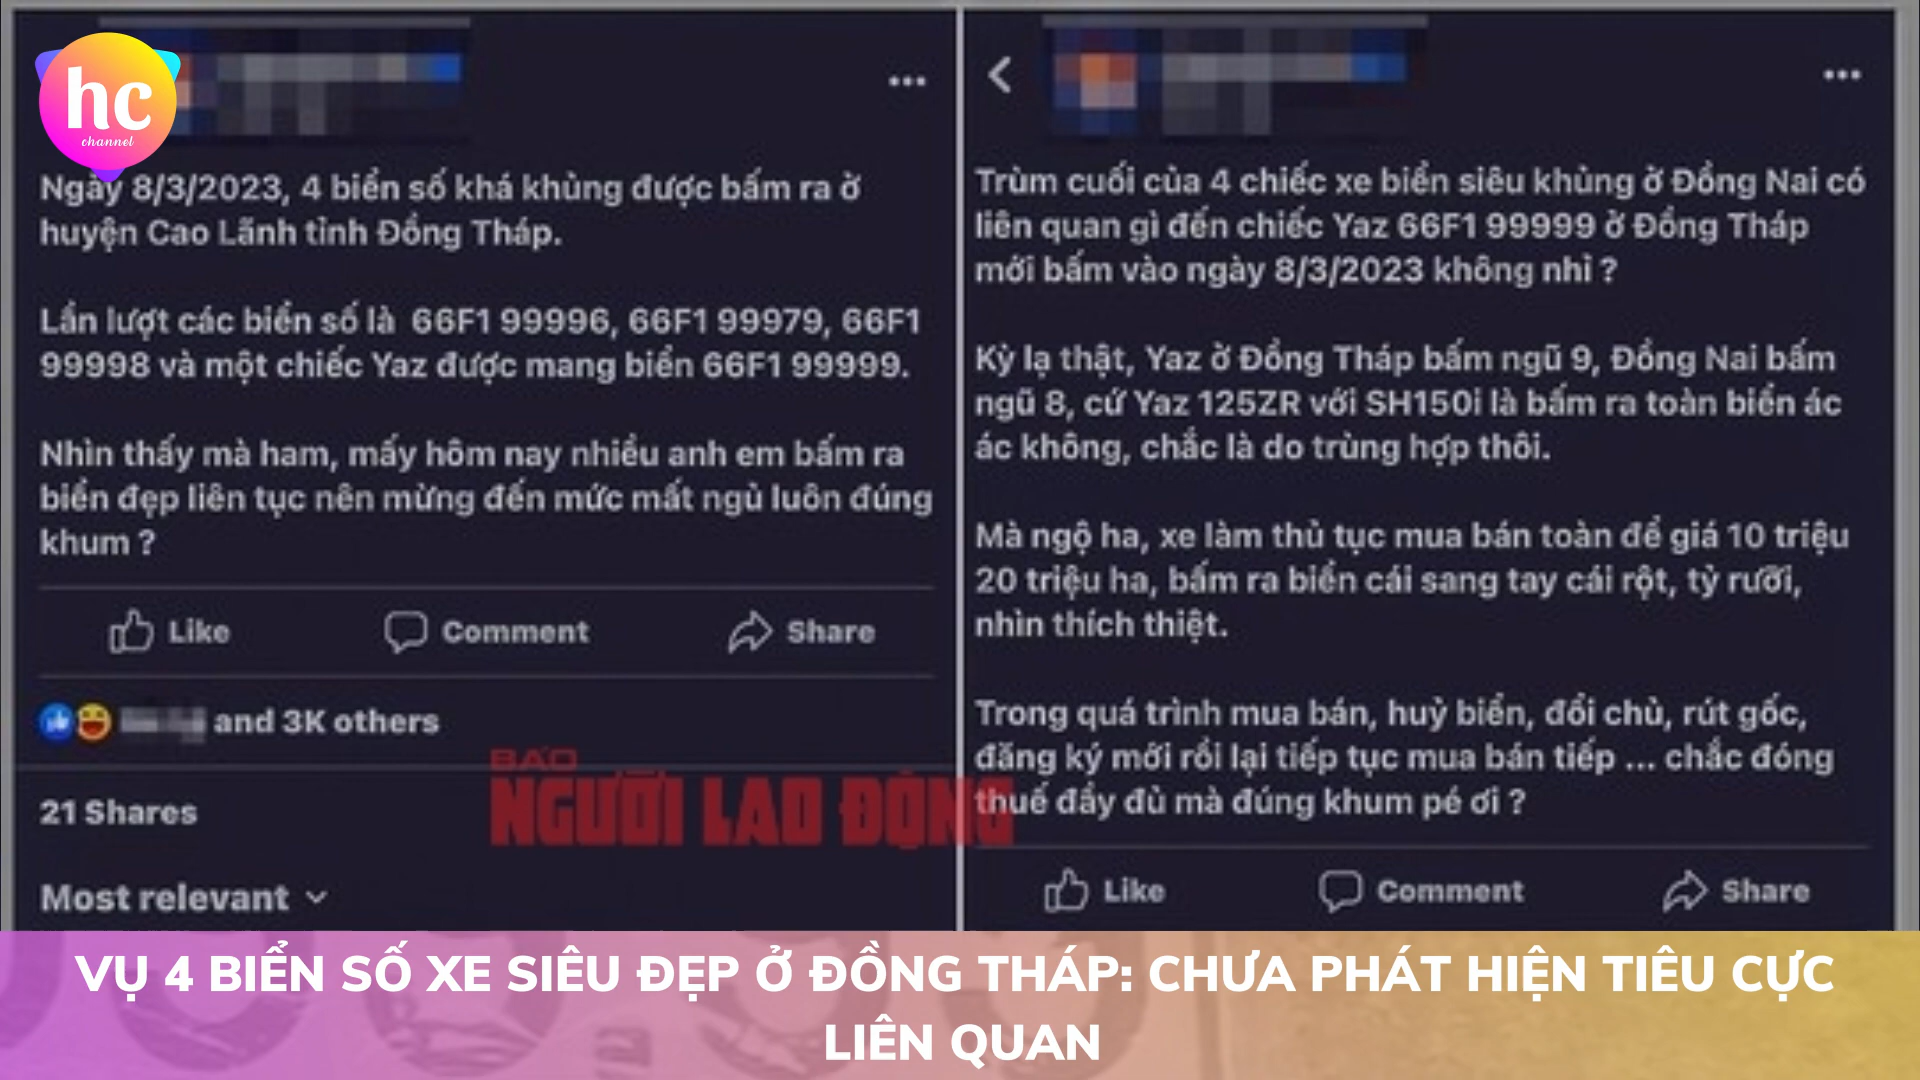 hc
channel
Ngày 8/3/2023, 4 biển số khá khủng được bấm ra ở
huyện Cao Lãnh tỉnh Đồng Tháp.
Lần lượt các biển số là 66F1 99996, 66F1 99979, 66F1
99998 và một chiếc Yaz được mang biển 66F1 99999.
Nhìn thấy mà ham, mấy hôm nay nhiều anh em bấm ra
biển đẹp liên tục nên mừng đến mức mất ngủ luôn đúng
khum ?
Like Comment Share
and 3K others
21 Shares
Most relevant
Trùm cuối của 4 chiếc xe biển siêu khủng ở Đồng Nai có
liên quan gì đến chiếc Yaz 66F1 99999 ở Đồng Tháp
mới bấm vào ngày 8/3/2023 không nhỉ ?
Kỳ lạ thật, Yaz ở Đồng Tháp bấm ngũ 9, Đồng Nai bấm
ngũ 8, cứ Yaz 125ZR với SH150i là bấm ra toàn biển ác
ác không, chắc là do trùng hợp thôi.
Mà ngộ ha, xe làm thủ tục mua bán toàn để giá 10 triệu
20 triệu ha, bấm ra biển cái sang tay cái rột, tỷ rưỡi,
nhìn thích thiệt.
Trong quá trình mua bán, huỷ biển, đổi chủ, rút gốc,
đăng ký mới rồi lại tiếp tục mua bán tiếp ... chắc đóng
thuế đầy đủ mà đúng khum pé ơi ?
Like Comment Share
BÁO
NGƯỜI LAO ĐỘNG
VỤ 4 BIỂN SỐ XE SIÊU ĐẸP Ở ĐỒNG THÁP: CHƯA PHÁT HIỆN TIÊU CỰC
LIÊN QUAN